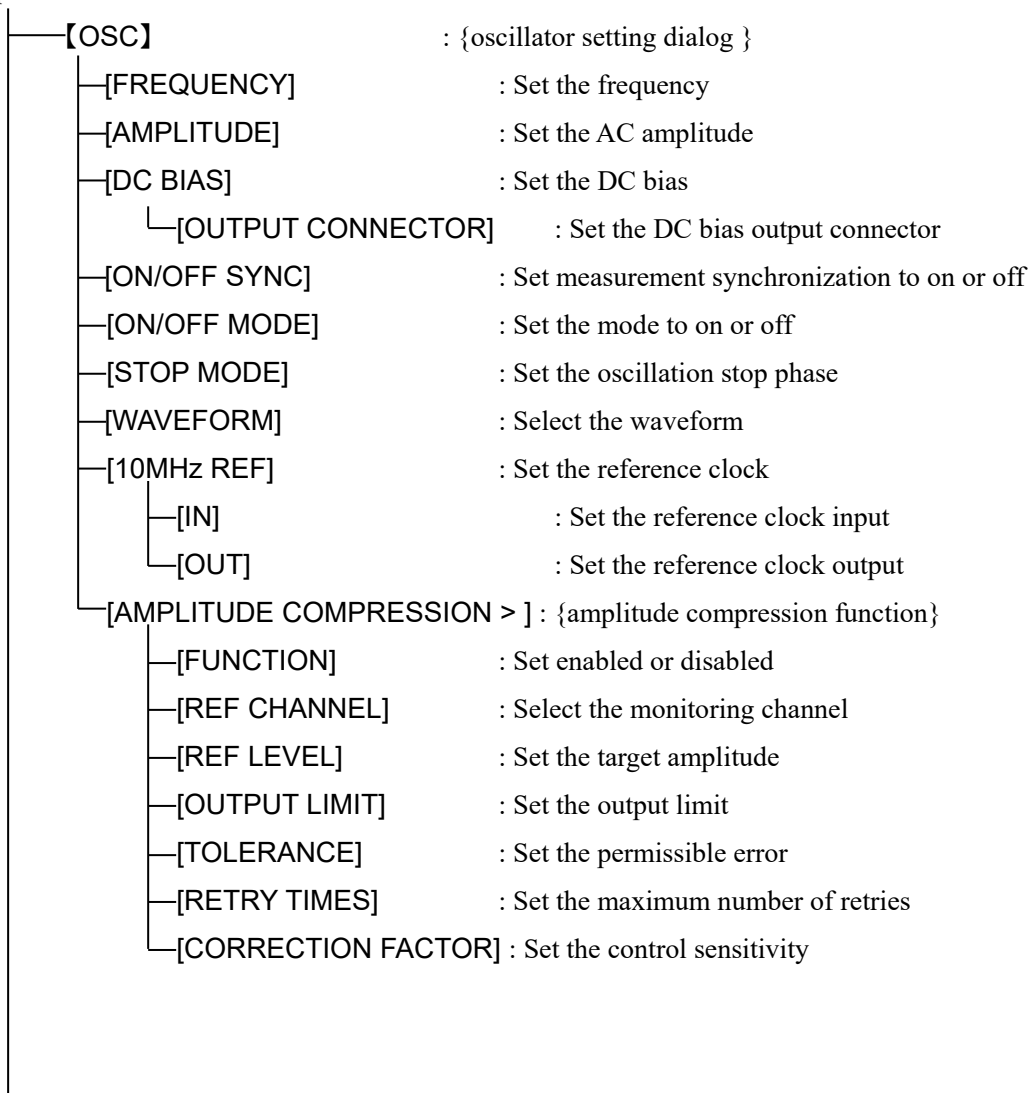 【OSC】 : {oscillator setting dialog }
[FREQUENCY] : Set the frequency
[AMPLITUDE] : Set the AC amplitude
[DC BIAS] : Set the DC bias
[OUTPUT CONNECTOR] : Set the DC bias output connector
[ON/OFF SYNC] : Set measurement synchronization to on or off
[ON/OFF MODE] : Set the mode to on or off
[STOP MODE] : Set the oscillation stop phase
[WAVEFORM] : Select the waveform
[10MHz REF] : Set the reference clock
[IN] : Set the reference clock input
[OUT] : Set the reference clock output
[AMPLITUDE COMPRESSION > ] : {amplitude compression function}
[FUNCTION] : Set enabled or disabled
[REF CHANNEL] : Select the monitoring channel
[REF LEVEL] : Set the target amplitude
[OUTPUT LIMIT] : Set the output limit
[TOLERANCE] : Set the permissible error
[RETRY TIMES] : Set the maximum number of retries
[CORRECTION FACTOR] : Set the control sensitivity